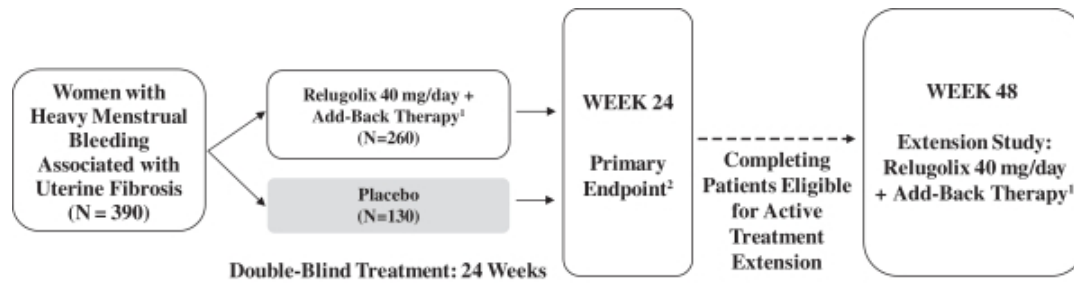 Women with
Heavy Menstrual
Bleeding
Associated with
Uterine Fibrosis
(N = 390)
Relugolix 40 mg/day +
Add-Back Therapy¹
(N=260)
Placebo
(N=130)
Double-Blind Treatment: 24 Weeks
WEEK 24
Primary
Endpoint²
Completing
Patients Eligible
for Active
Treatment
Extension
WEEK 48
Extension Study:
Relugolix 40 mg/day
+ Add-Back Therapy¹